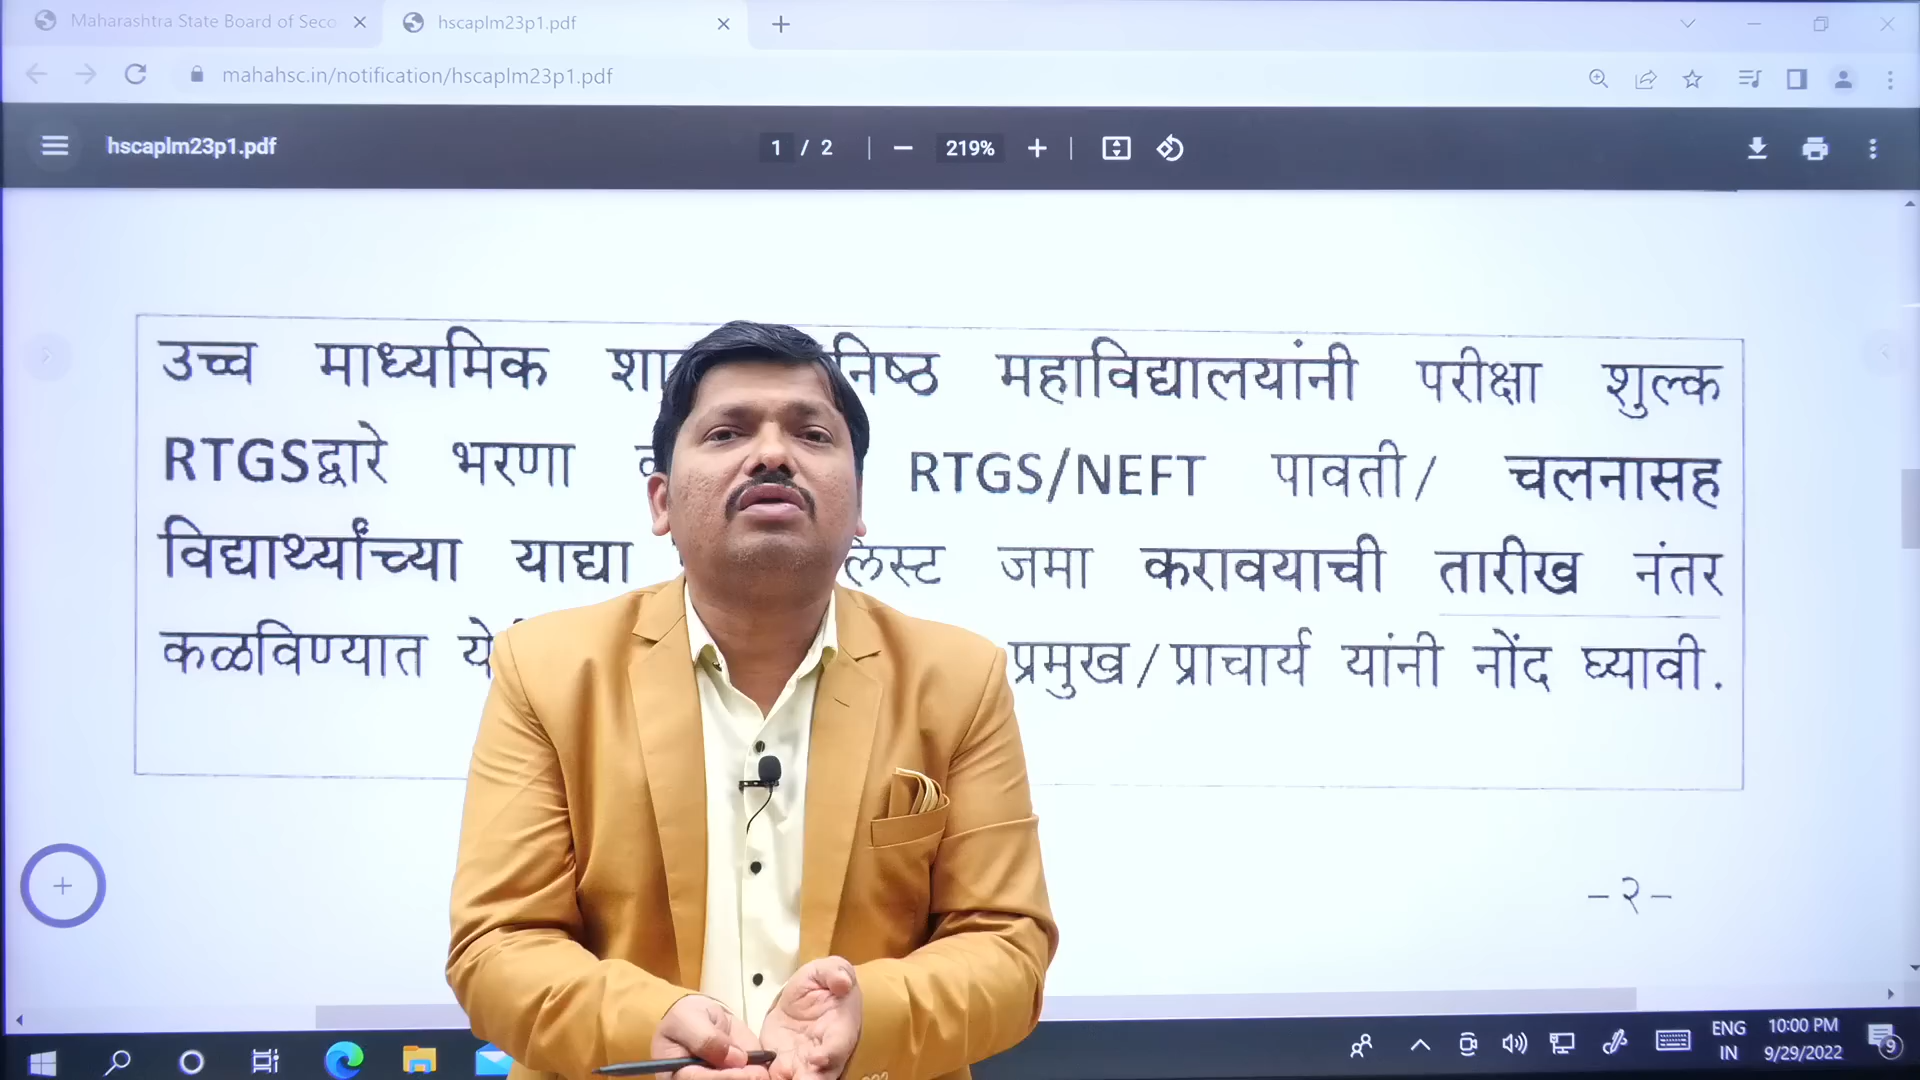 Maharashtra State Board of Seco
hscaplm23p1.pdf
mahahsc.in/notification/hscaplm23p1.pdf
hscaplm23p1.pdf
1 / 2
219%
उच्च माध्यमिक महाविद्यालयांनी परीक्षा शुल्क
RTGSद्वारे भरणा RTGS/NEFT पावती/ चलनासह
विद्यार्थ्यांच्या याद्या जमा करावयाची तारीख नंतर
कळविण्यात प्रमुख/प्राचार्य यांनी नोंद घ्यावी.
-२-
ENG
IN
10:00 PM
9/29/2022
9